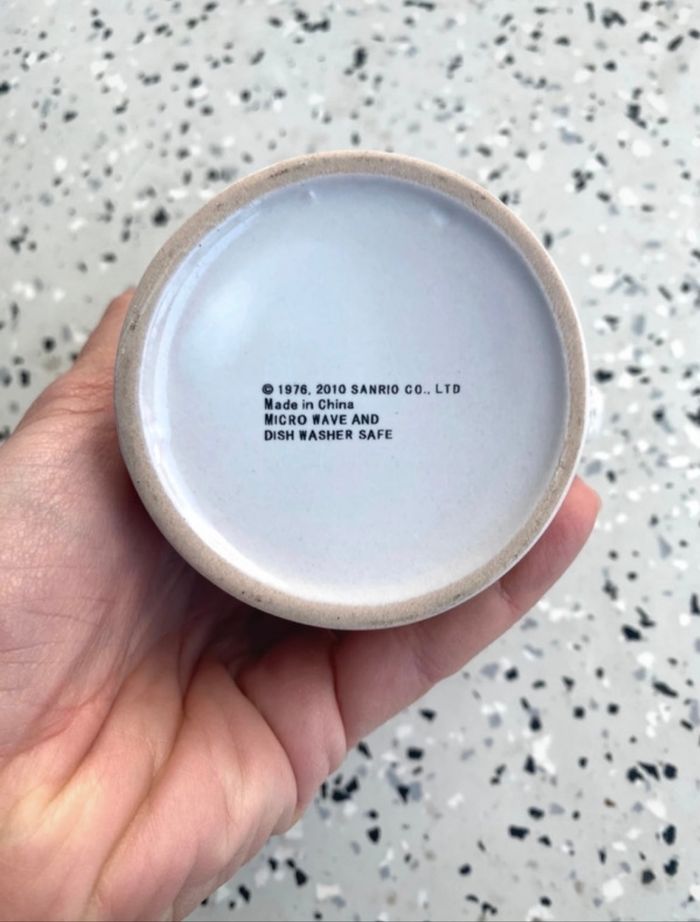 © 1976, 2010 SANRIO CO., LTD
Made in China
MICRO WAVE AND
DISH WASHER SAFE